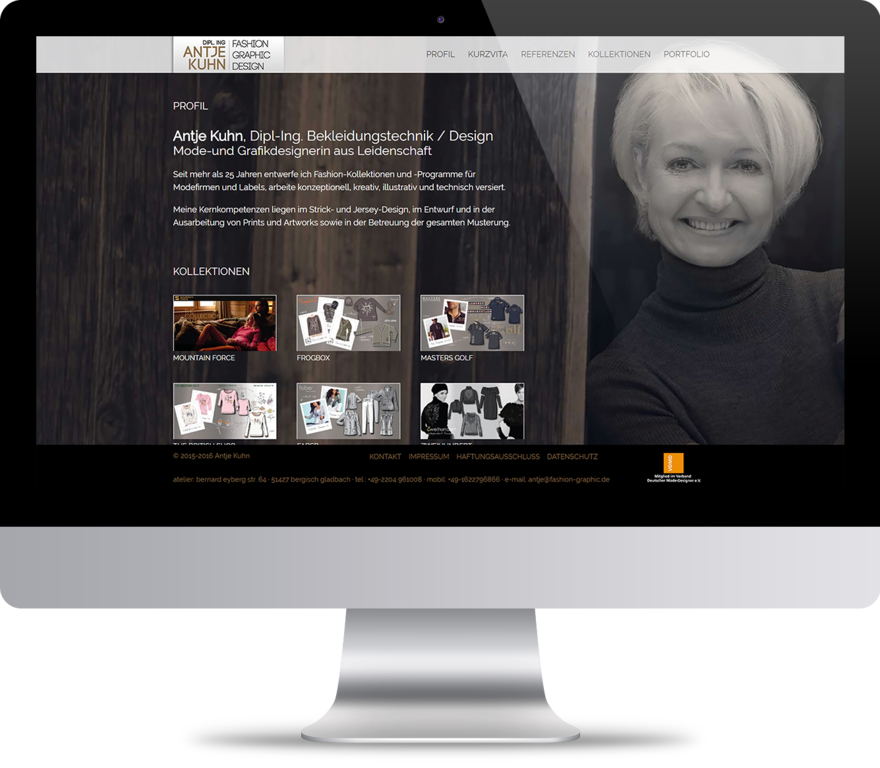 DIPL. ING
ANTJE
KUHN
FASHION
GRAPHIC
DESIGN
PROFIL KURZVITA REFERENZEN KOLLEKTIONEN PORTFOLIO
PROFIL
Antje Kuhn, Dipl-Ing. Bekleidungstechnik / Design
Mode-und Grafikdesignerin aus Leidenschaft
Seit mehr als 25 Jahren entwerfe ich Fashion-Kollektionen und -Programme für
Modefirmen und Labels, arbeite konzeptionell, kreativ, illustrativ und technisch versiert.
Meine Kernkompetenzen liegen im Strick- und Jersey-Design, im Entwurf und in der
Ausarbeitung von Prints und Artworks sowie in der Betreuung der gesamten Musterung.
KOLLEKTIONEN
MOUNTAIN FORCE FROGBOX MASTERS GOLF
© 2015-2016 Antje Kuhn
KONTAKT IMPRESSUM HAFTUNGSAUSSCHLUSS DATENSCHUTZ
atelier: bernard eyberg str. 64 · 51427 bergisch gladbach · tel.: +49-2204 961008 · mobil: +49-1622796866 · e-mail: antje@fashion-graphic.de
VDMD
Mitglied im Verband
Deutscher Mode-Designer e.V.